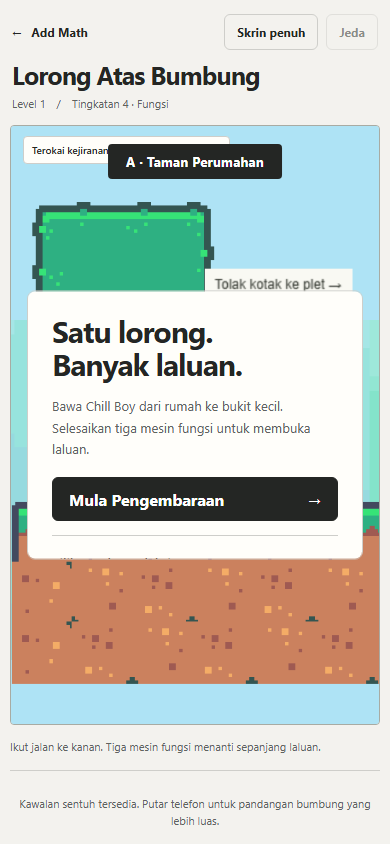 ← Add Math
Skrin penuh
Jeda
Lorong Atas Bumbung
Level 1 / Tingkatan 4 · Fungsi
Terokai kejiranan
A · Taman Perumahan
Tolak kotak ke plet →
Satu lorong.
Banyak laluan.
Bawa Chill Boy dari rumah ke bukit kecil.
Selesaikan tiga mesin fungsi untuk membuka
laluan.
Mula Pengembaraan →
Ikut jalan ke kanan. Tiga mesin fungsi menanti sepanjang laluan.
Kawalan sentuh tersedia. Putar telefon untuk pandangan bumbung yang
lebih luas.